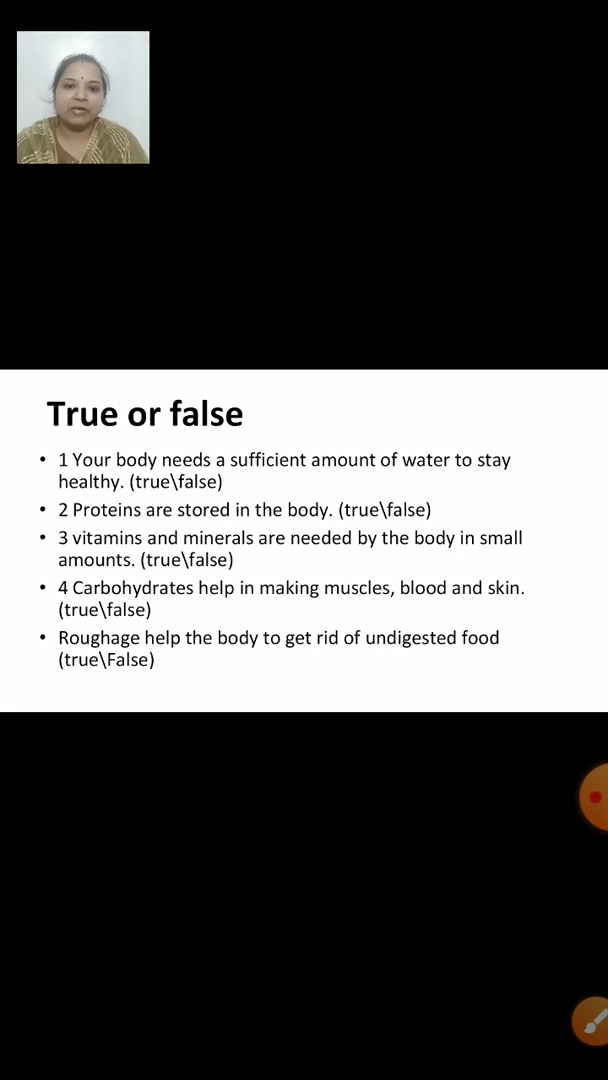 True or false
• 1 Your body needs a sufficient amount of water to stay
healthy. (true\false)
• 2 Proteins are stored in the body. (true\false)
• 3 vitamins and minerals are needed by the body in small
amounts. (true\false)
• 4 Carbohydrates help in making muscles, blood and skin.
(true\false)
• Roughage help the body to get rid of undigested food
(true\False)